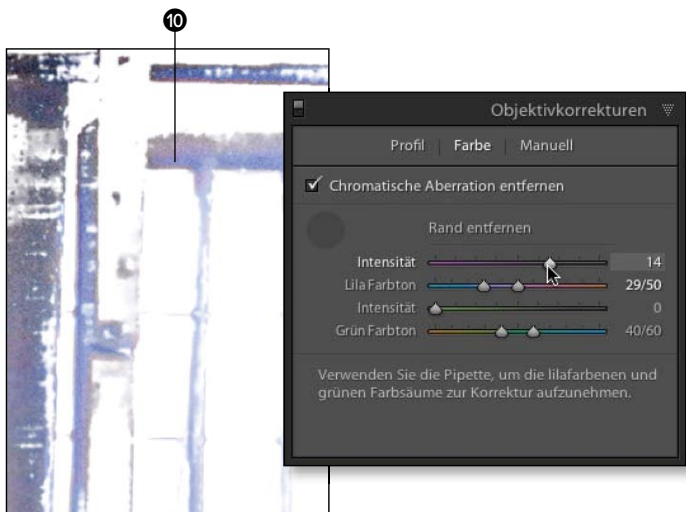 10
Objektivkorrekturen
Profil | Farbe | Manuell
Chromatische Aberration entfernen
Rand entfernen
Intensität 14
Lila Farbton 29/50
Intensität 0
Grün Farbton 40/60
Verwenden Sie die Pipette, um die lilafarbenen und
grünen Farbsäume zur Korrektur aufzunehmen.